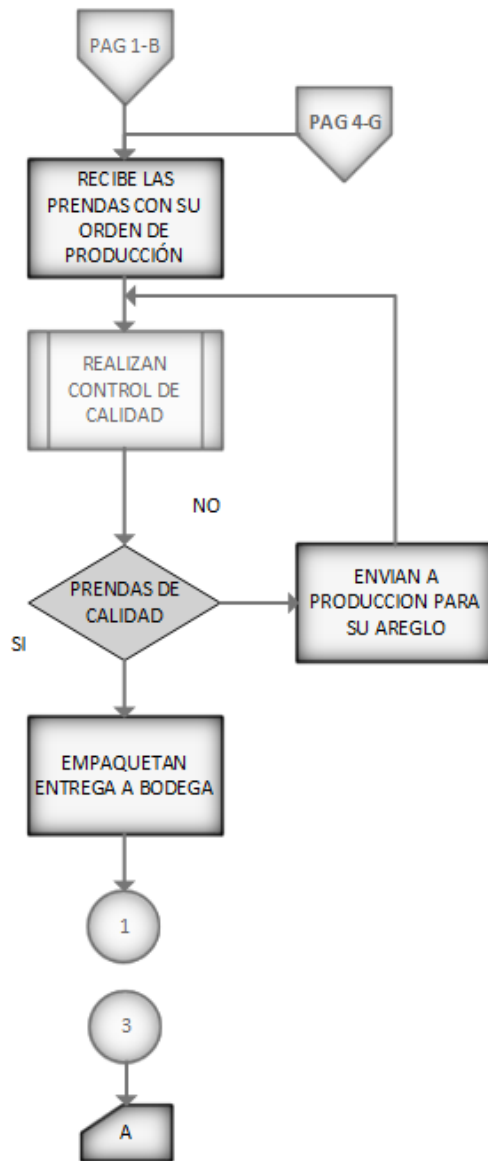 PAG 1-B
PAG 4-G
RECIBE LAS
PRENDAS CON SU
ORDEN DE
PRODUCCIÓN
REALIZAN
CONTROL DE
CALIDAD
NO
PRENDAS DE
CALIDAD
ENVIAN A
PRODUCCION PARA
SU AREGLO
SI
EMPAQUETAN
ENTREGA A BODEGA
1
3
A